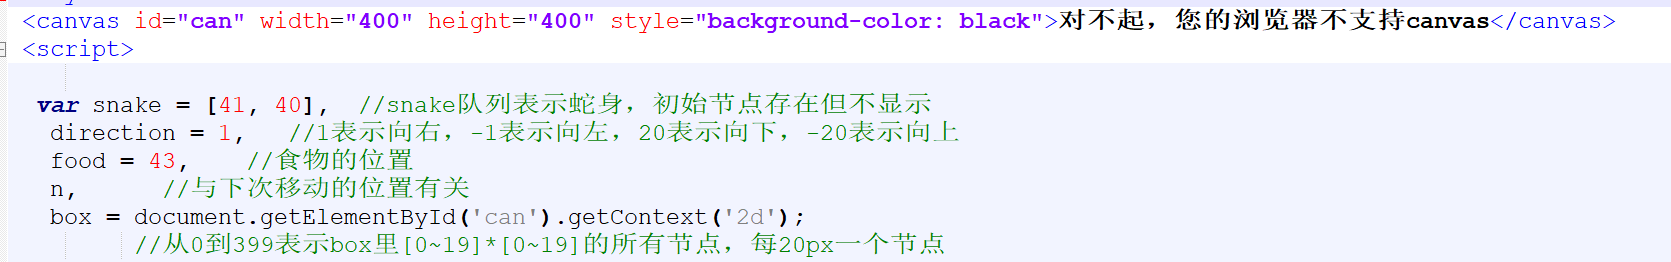 <canvas id="can" width="400" height="400" style="background-color: black">对不起，您的浏览器不支持canvas</canvas>
<script>
var snake = [41, 40], //snake队列表示蛇身，初始节点存在但不显示
direction = 1, //1表示向右，-1表示向左，20表示向下，-20表示向上
food = 43, //食物的位置
n, //与下次移动的位置有关
box = document.getElementById('can').getContext('2d');
//从0到399表示box里[0~19]*[0~19]的所有节点，每20px一个节点